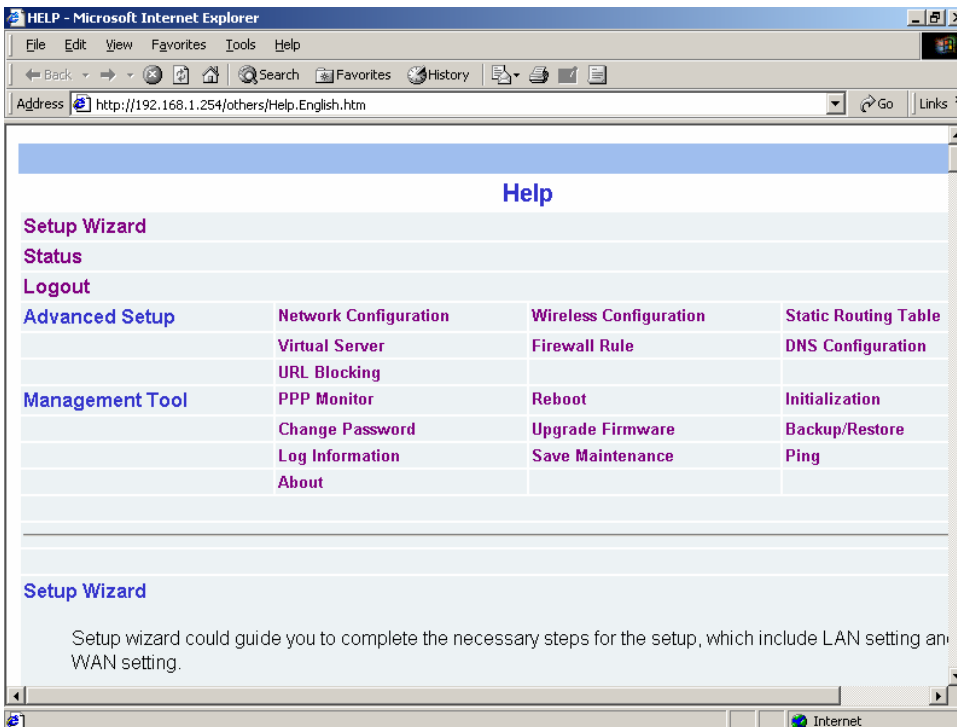 HELP - Microsoft Internet Explorer
File Edit View Favorites Tools Help
Back Search Favorites History
Address http://192.168.1.254/others/Help.English.htm Go Links
Help
Setup Wizard
Status
Logout
Advanced Setup Network Configuration Wireless Configuration Static Routing Table
Virtual Server Firewall Rule DNS Configuration
URL Blocking
Management Tool PPP Monitor Reboot Initialization
Change Password Upgrade Firmware Backup/Restore
Log Information Save Maintenance Ping
About
Setup Wizard
Setup wizard could guide you to complete the necessary steps for the setup, which include LAN setting and
WAN setting.
Internet